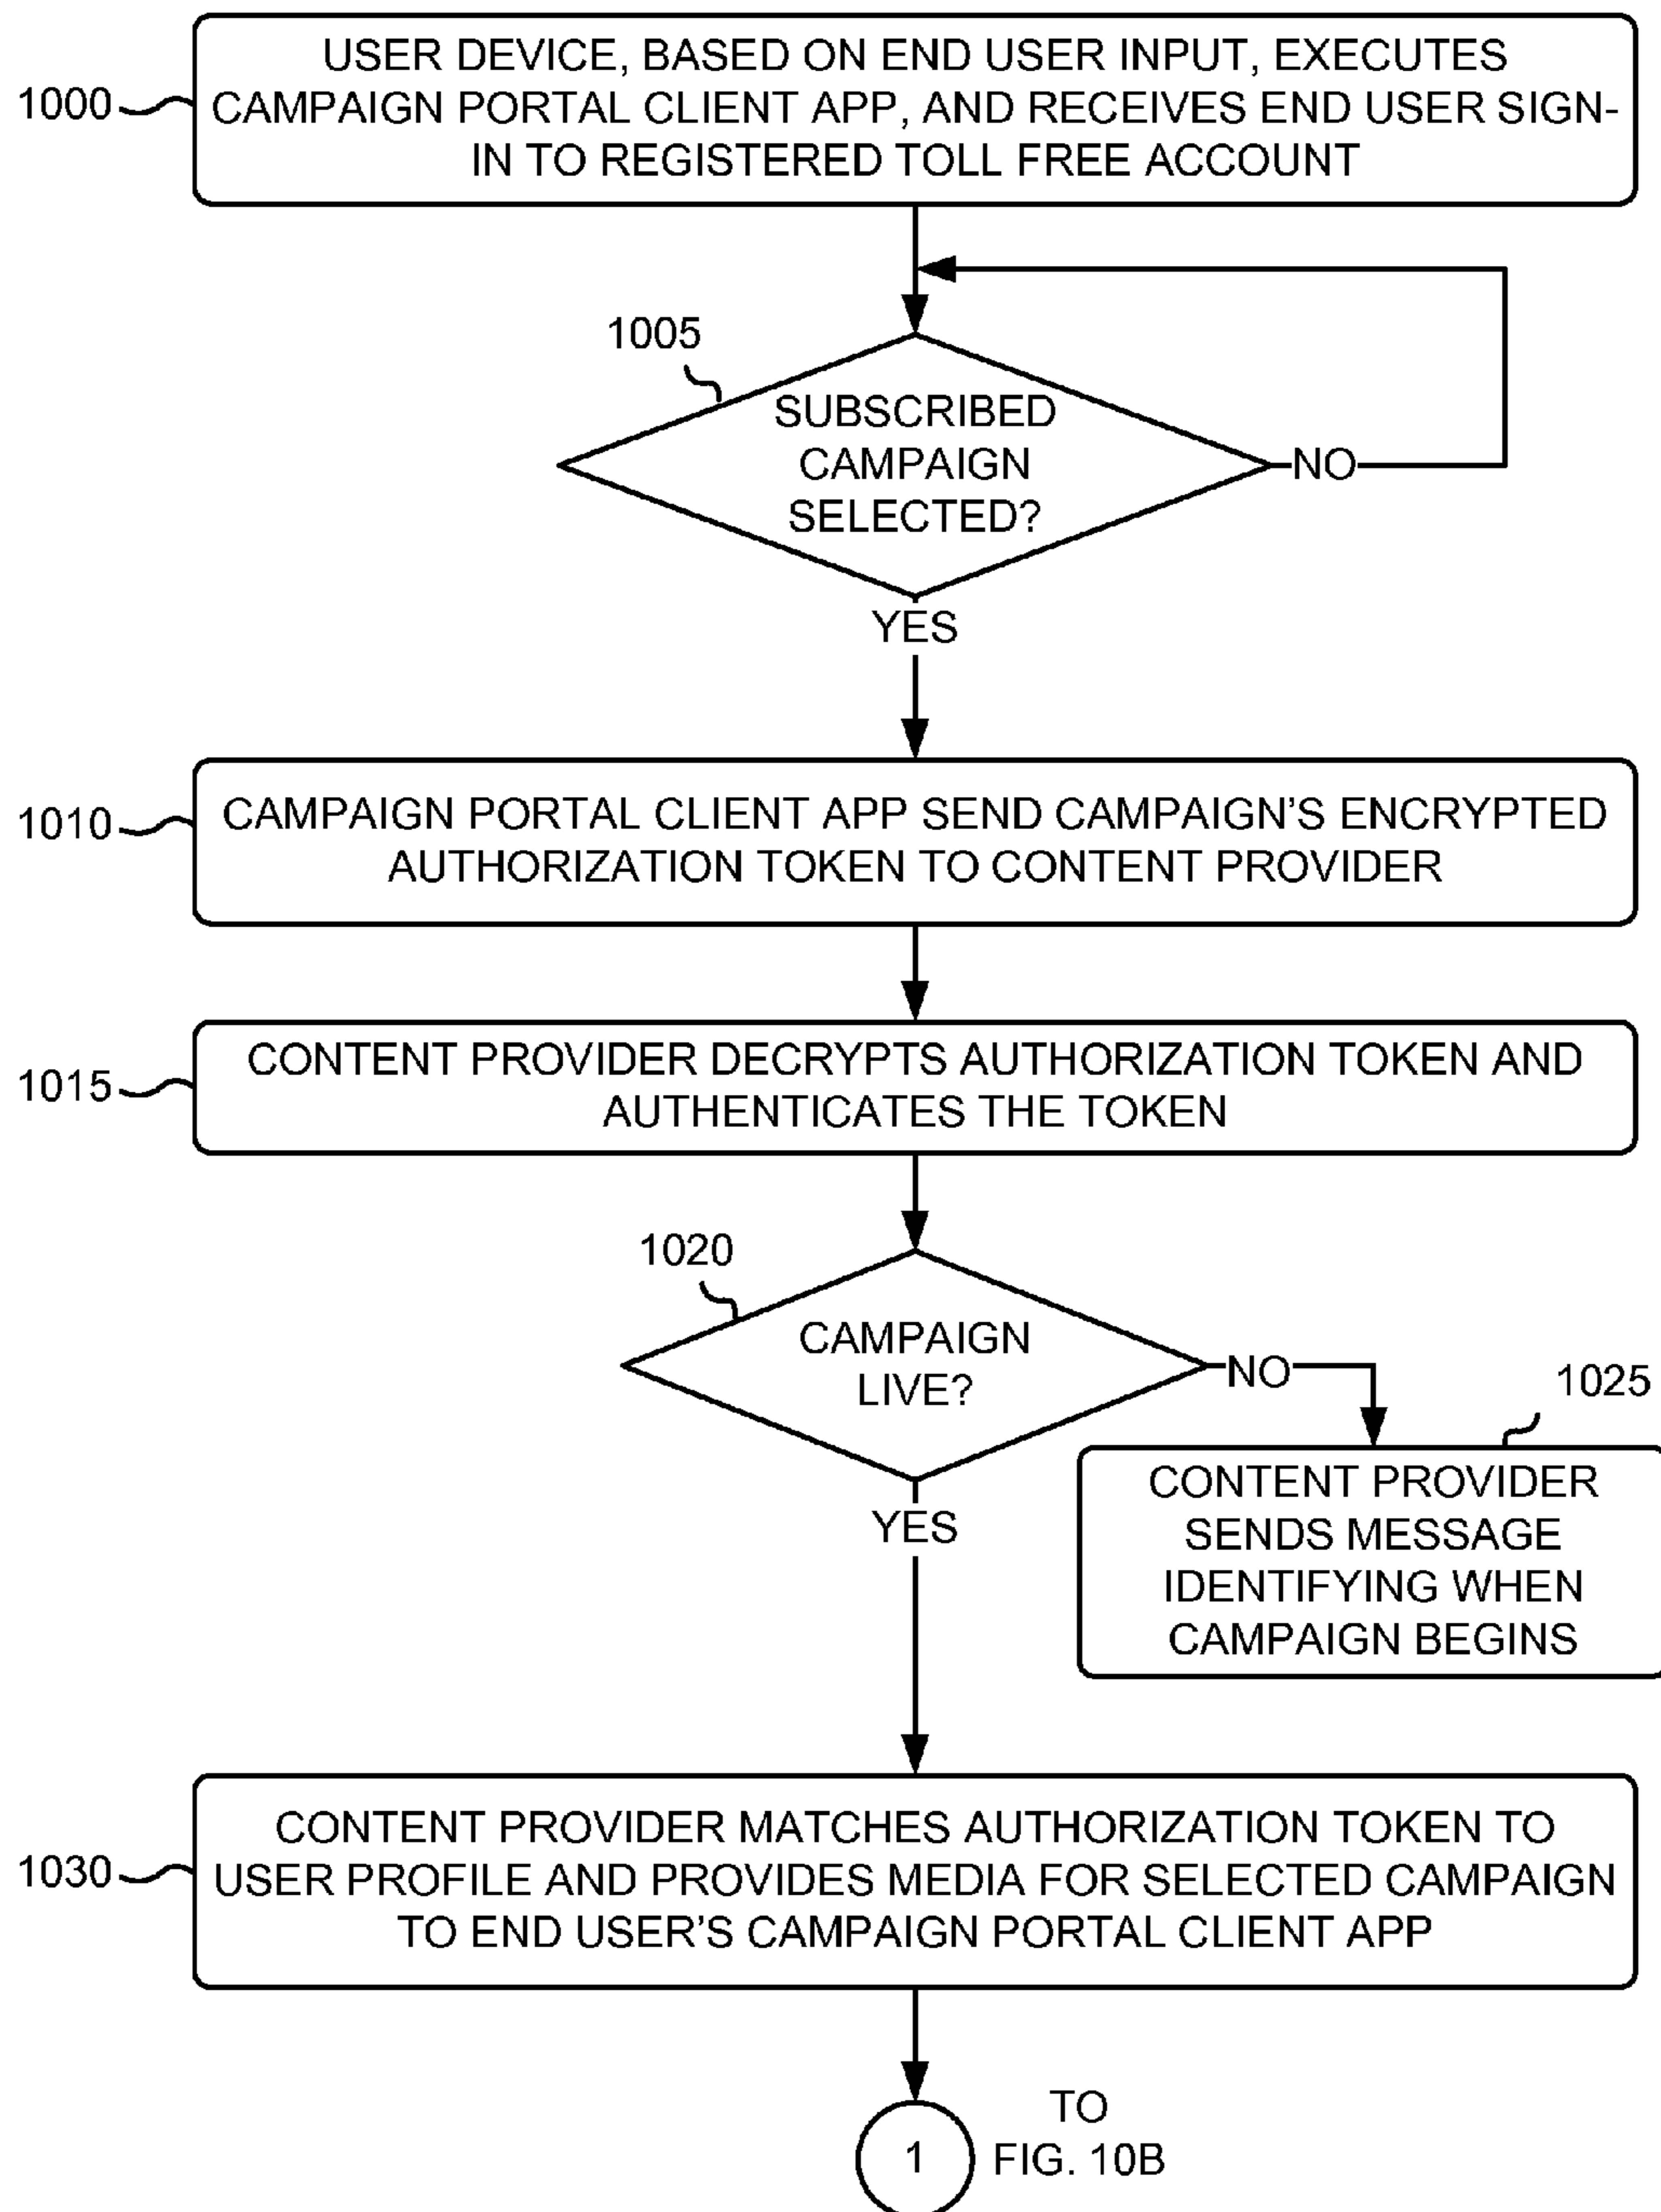 USER DEVICE, BASED ON END USER INPUT, EXECUTES
1000
CAMPAIGN PORTAL CLIENT APP, AND RECEIVES END USER SIGN-
IN TO REGISTERED TOLL FREE ACCOUNT
1005
SUBSCRIBED
CAMPAIGN
NO
SELECTED?
YES
1010
CAMPAIGN PORTAL CLIENT APP SEND CAMPAIGN'S ENCRYPTED
AUTHORIZATION TOKEN TO CONTENT PROVIDER
1015
CONTENT PROVIDER DECRYPTS AUTHORIZATION TOKEN AND
AUTHENTICATES THE TOKEN
1020
CAMPAIGN
LIVE?
NO
1025
CONTENT PROVIDER
SENDS MESSAGE
IDENTIFYING WHEN
CAMPAIGN BEGINS
YES
CONTENT PROVIDER MATCHES AUTHORIZATION TOKEN TO
1030
USER PROFILE AND PROVIDES MEDIA FOR SELECTED CAMPAIGN
TO END USER'S CAMPAIGN PORTAL CLIENT APP
1
TO
FIG. 10B